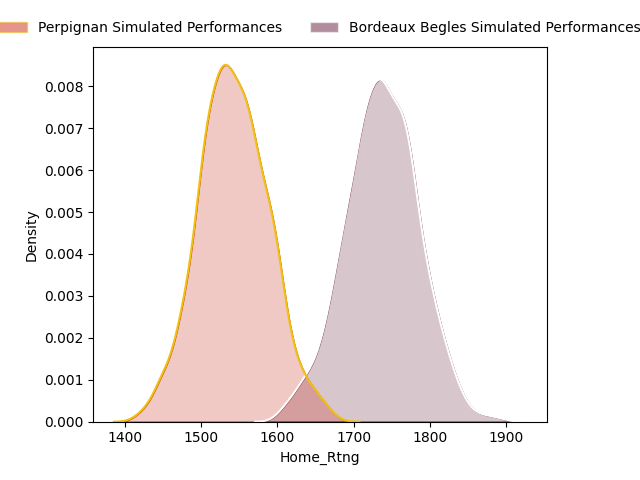 Perpignan Simulated Performances
Bordeaux Begles Simulated Performances
0.008
0.007
0.006
0.005
0.004
0.003
0.002
0.001
0.000
Density
1400 1500 1600 1700 1800 1900
Home_Rtng